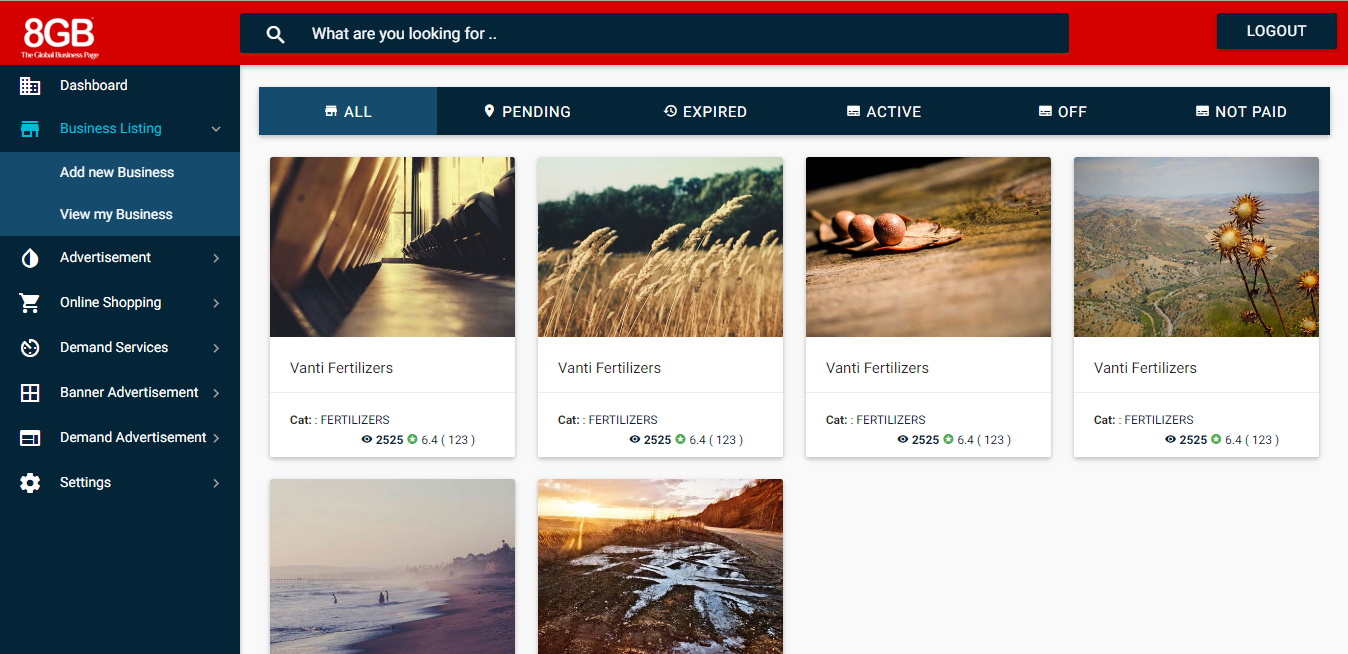 8GB
The Global Business Page
What are you looking for ..
LOGOUT
Dashboard
Business Listing
Add new Business
View my Business
Advertisement
Online Shopping
Demand Services
Banner Advertisement
Demand Advertisement
Settings
ALL
PENDING
EXPIRED
ACTIVE
OFF
NOT PAID
Vanti Fertilizers
Cat: : FERTILIZERS
2525 6.4 ( 123 )
Vanti Fertilizers
Cat: : FERTILIZERS
2525 6.4 ( 123 )
Vanti Fertilizers
Cat: : FERTILIZERS
2525 6.4 ( 123 )
Vanti Fertilizers
Cat: : FERTILIZERS
2525 6.4 ( 123 )